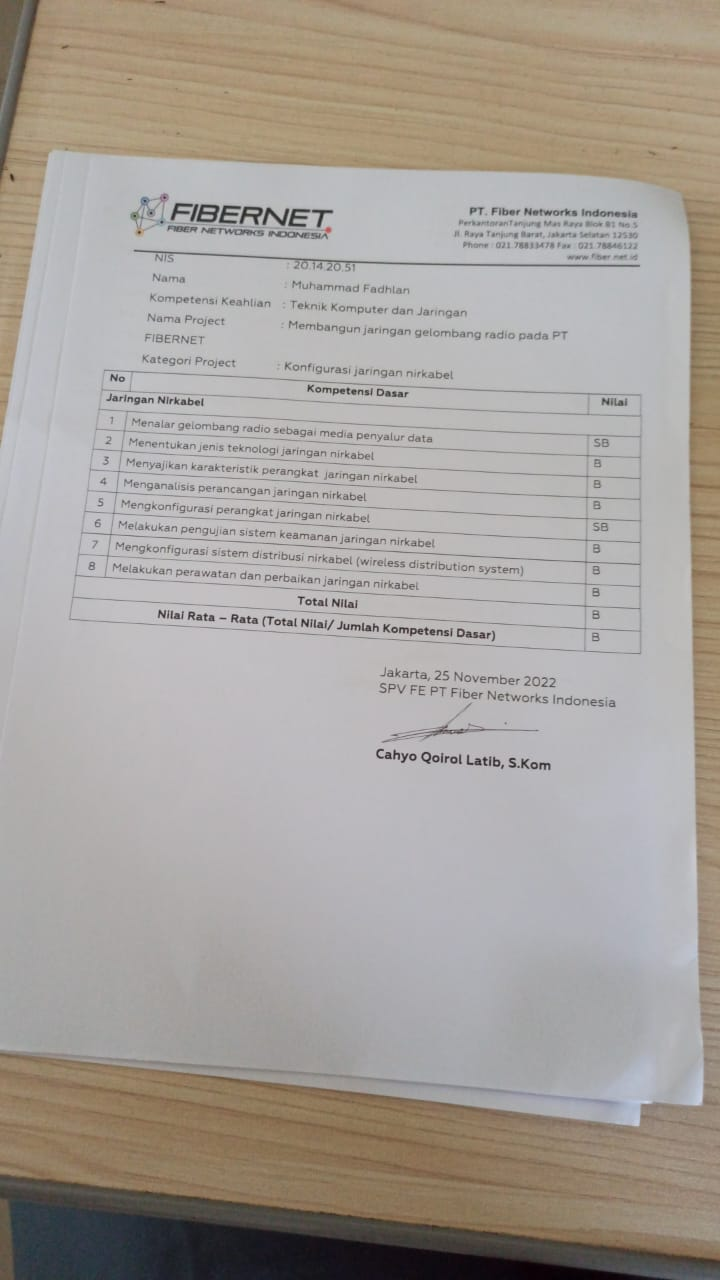 FIBERNET
FIBER NETWORKS INDONESIA
PT. Fiber Networks Indonesia
PerkantoranTanjung Mas Raya Blok B1 No.5
Jl. Raya Tanjung Barat, Jakarta Selatan 12530
Phone : 021.78833478 Fax : 021.78846122
www.fiber.net.id
NIS : 20.14.20.51
Nama : Muhammad Fadhlan
Kompetensi Keahlian : Teknik Komputer dan Jaringan
Nama Project : Membangun jaringan gelombang radio pada PT
FIBERNET
Kategori Project : Konfigurasi jaringan nirkabel
No Kompetensi Dasar Nilai
Jaringan Nirkabel
1 Menalar gelombang radio sebagai media penyalur data SB
2 Menentukan jenis teknologi jaringan nirkabel B
3 Menyajikan karakteristik perangkat jaringan nirkabel B
4 Menganalisis perancangan jaringan nirkabel B
5 Mengkonfigurasi perangkat jaringan nirkabel SB
6 Melakukan pengujian sistem keamanan jaringan nirkabel B
7 Mengkonfigurasi sistem distribusi nirkabel (wireless distribution system) B
8 Melakukan perawatan dan perbaikan jaringan nirkabel B
Total Nilai B
Nilai Rata – Rata (Total Nilai/ Jumlah Kompetensi Dasar) B
Jakarta, 25 November 2022
SPV FE PT Fiber Networks Indonesia
Cahyo Qoirol Latib, S.Kom